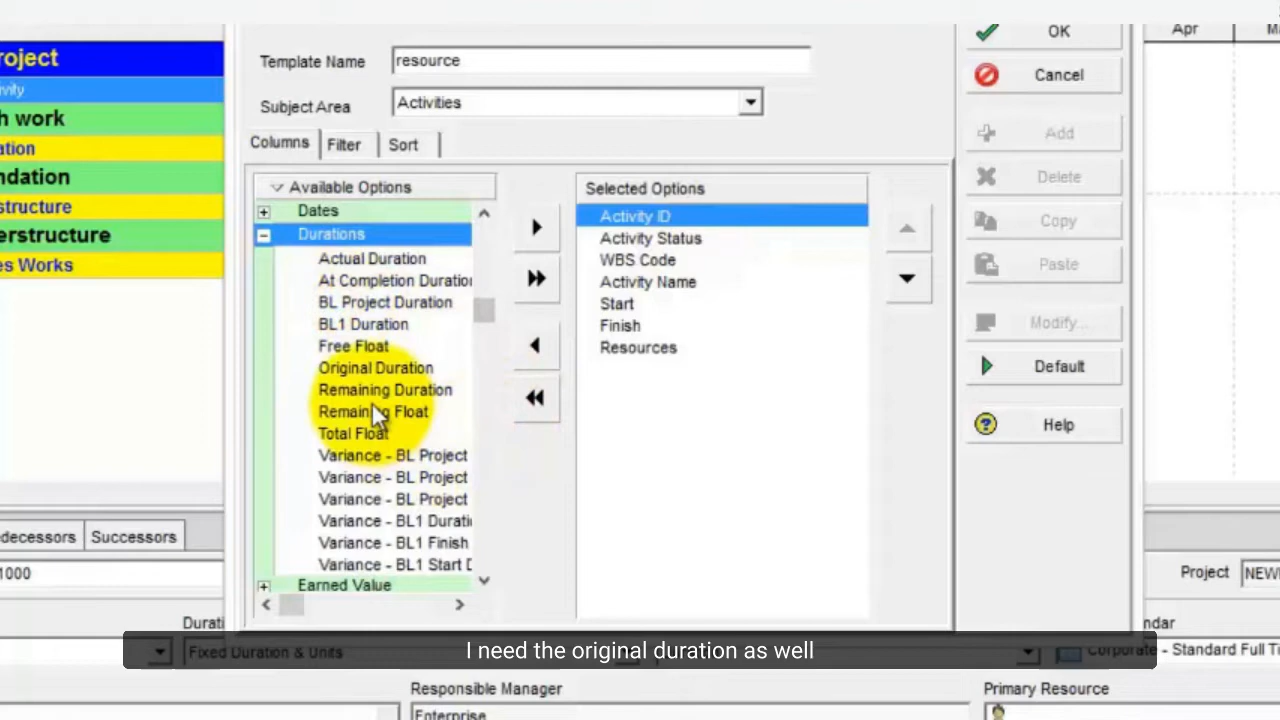 roject
ivity
h work
ation
ndation
structure
erstructure
es Works
Template Name
resource
Subject Area
Activities
Columns
Filter
Sort
Available Options
Dates
Durations
Actual Duration
At Completion Duration
BL Project Duration
BL1 Duration
Free Float
Original Duration
Remaining Duration
Remaining Float
Total Float
Variance - BL Project
Variance - BL Project
Variance - BL Project
Variance - BL1 Durati
Variance - BL1 Finish
Variance - BL1 Start D
Earned Value
Selected Options
Activity ID
Activity Status
WBS Code
Activity Name
Start
Finish
Resources
OK
Cancel
Add
Delete
Copy
Paste
Modify...
Default
Help
Apr
M
decessors
Successors
1000
Project
NEW
Durati
ndar
Fixed Duration & Units
Corporate - Standard Full Ti
I need the original duration as well
Responsible Manager
Primary Resource
Enterprise